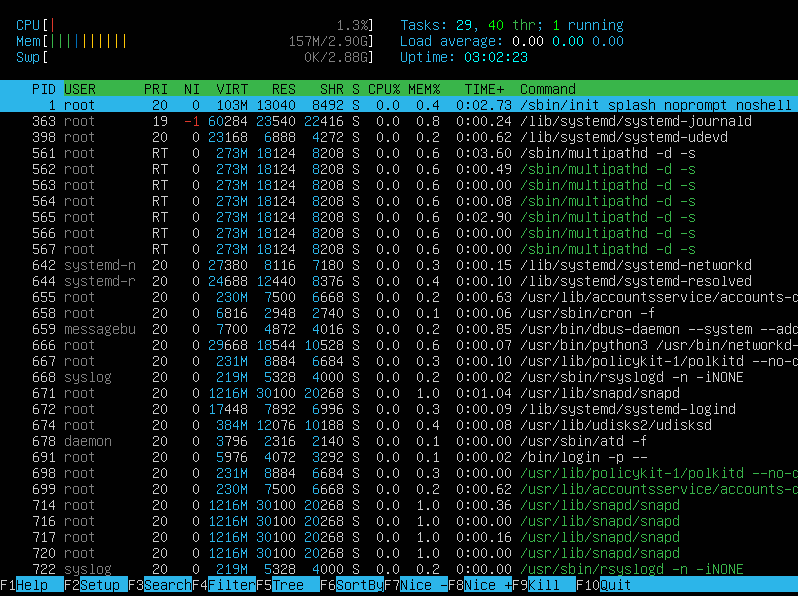 CPU[| 1.3%] Tasks: 29, 40 thr; 1 running
Mem[|||||||||| 157M/2.90G] Load average: 0.00 0.00 0.00
Swp[ 0K/2.88G] Uptime: 03:02:23
PID USER PRI NI VIRT RES SHR S CPU% MEM% TIME+ Command
1 root 20 0 103M 13040 8492 S 0.0 0.4 0:02.73 /sbin/init splash noprompt noshell
363 root 19 -1 60284 23540 22416 S 0.0 0.8 0:00.24 /lib/systemd/systemd-journald
398 root 20 0 23168 6888 4272 S 0.0 0.2 0:00.62 /lib/systemd/systemd-udevd
561 root RT 0 273M 18124 8208 S 0.0 0.6 0:03.60 /sbin/multipathd -d -s
562 root RT 0 273M 18124 8208 S 0.0 0.6 0:00.49 /sbin/multipathd -d -s
563 root RT 0 273M 18124 8208 S 0.0 0.6 0:00.00 /sbin/multipathd -d -s
564 root RT 0 273M 18124 8208 S 0.0 0.6 0:00.08 /sbin/multipathd -d -s
565 root RT 0 273M 18124 8208 S 0.0 0.6 0:02.90 /sbin/multipathd -d -s
566 root RT 0 273M 18124 8208 S 0.0 0.6 0:00.00 /sbin/multipathd -d -s
567 root RT 0 273M 18124 8208 S 0.0 0.6 0:00.00 /sbin/multipathd -d -s
642 systemd-n 20 0 27380 8116 7180 S 0.0 0.3 0:00.15 /lib/systemd/systemd-networkd
644 systemd-r 20 0 24688 12440 8376 S 0.0 0.4 0:00.10 /lib/systemd/systemd-resolved
655 root 20 0 230M 7500 6668 S 0.0 0.2 0:00.63 /usr/lib/accountsservice/accounts-d
658 root 20 0 6816 2948 2740 S 0.0 0.1 0:00.06 /usr/sbin/cron -f
659 messagebu 20 0 7700 4872 4016 S 0.0 0.2 0:00.85 /usr/bin/dbus-daemon --system --add
666 root 20 0 29668 18544 10528 S 0.0 0.6 0:00.07 /usr/bin/python3 /usr/bin/networkd-
667 root 20 0 231M 8884 6684 S 0.0 0.3 0:00.10 /usr/lib/policykit-1/polkitd --no-d
668 syslog 20 0 219M 5328 4000 S 0.0 0.2 0:00.02 /usr/sbin/rsyslogd -n -iNONE
671 root 20 0 1216M 30100 20268 S 0.0 1.0 0:01.04 /usr/lib/snapd/snapd
672 root 20 0 17448 7892 6996 S 0.0 0.3 0:00.09 /lib/systemd/systemd-logind
674 root 20 0 384M 12076 10188 S 0.0 0.4 0:00.08 /usr/lib/udisks2/udisksd
678 daemon 20 0 3796 2316 2140 S 0.0 0.1 0:00.00 /usr/sbin/atd -f
691 root 20 0 5976 4072 3292 S 0.0 0.1 0:00.02 /bin/login -p --
698 root 20 0 231M 8884 6684 S 0.0 0.3 0:00.00 /usr/lib/policykit-1/polkitd --no-d
699 root 20 0 230M 7500 6668 S 0.0 0.2 0:00.62 /usr/lib/accountsservice/accounts-d
714 root 20 0 1216M 30100 20268 S 0.0 1.0 0:00.36 /usr/lib/snapd/snapd
716 root 20 0 1216M 30100 20268 S 0.0 1.0 0:00.00 /usr/lib/snapd/snapd
717 root 20 0 1216M 30100 20268 S 0.0 1.0 0:00.16 /usr/lib/snapd/snapd
720 root 20 0 1216M 30100 20268 S 0.0 1.0 0:00.00 /usr/lib/snapd/snapd
722 syslog 20 0 219M 5328 4000 S 0.0 0.2 0:00.00 /usr/sbin/rsyslogd -n -iNONE
F1Help F2Setup F3SearchF4FilterF5Tree F6SortByF7Nice -F8Nice +F9Kill F10Quit